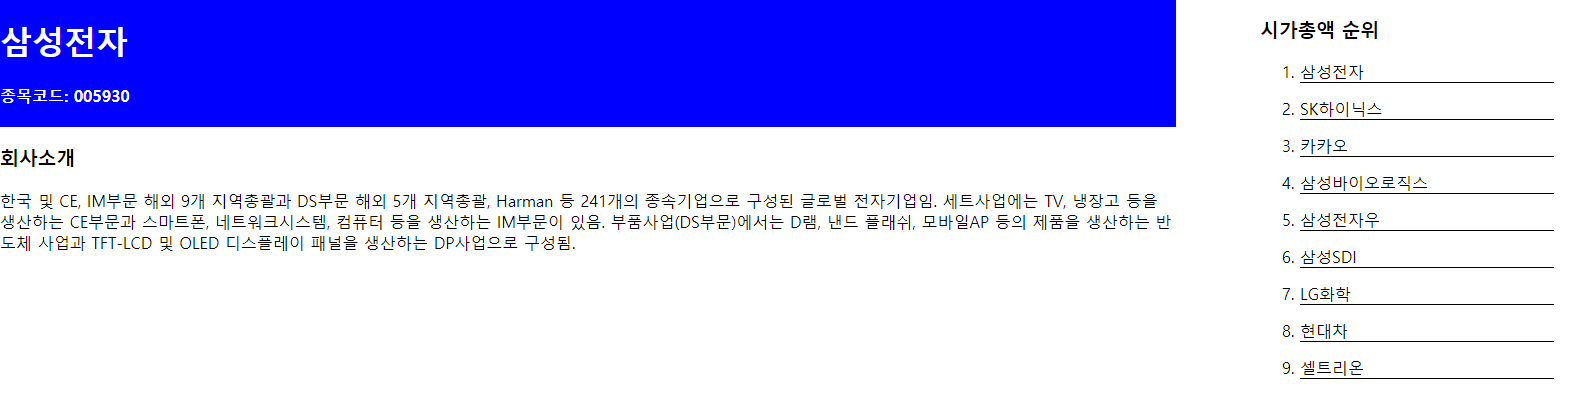 삼성전자
종목코드: 005930
회사소개
한국 및 CE, IM부문 해외 9개 지역총괄과 DS부문 해외 5개 지역총괄, Harman 등 241개의 종속기업으로 구성된 글로벌 전자기업임. 세트사업에는 TV, 냉장고 등을
생산하는 CE부문과 스마트폰, 네트워크시스템, 컴퓨터 등을 생산하는 IM부문이 있음. 부품사업(DS부문)에서는 D램, 낸드 플래쉬, 모바일AP 등의 제품을 생산하는 반
도체 사업과 TFT-LCD 및 OLED 디스플레이 패널을 생산하는 DP사업으로 구성됨.
시가총액 순위
1. 삼성전자
2. SK하이닉스
3. 카카오
4. 삼성바이오로직스
5. 삼성전자우
6. 삼성SDI
7. LG화학
8. 현대차
9. 셀트리온